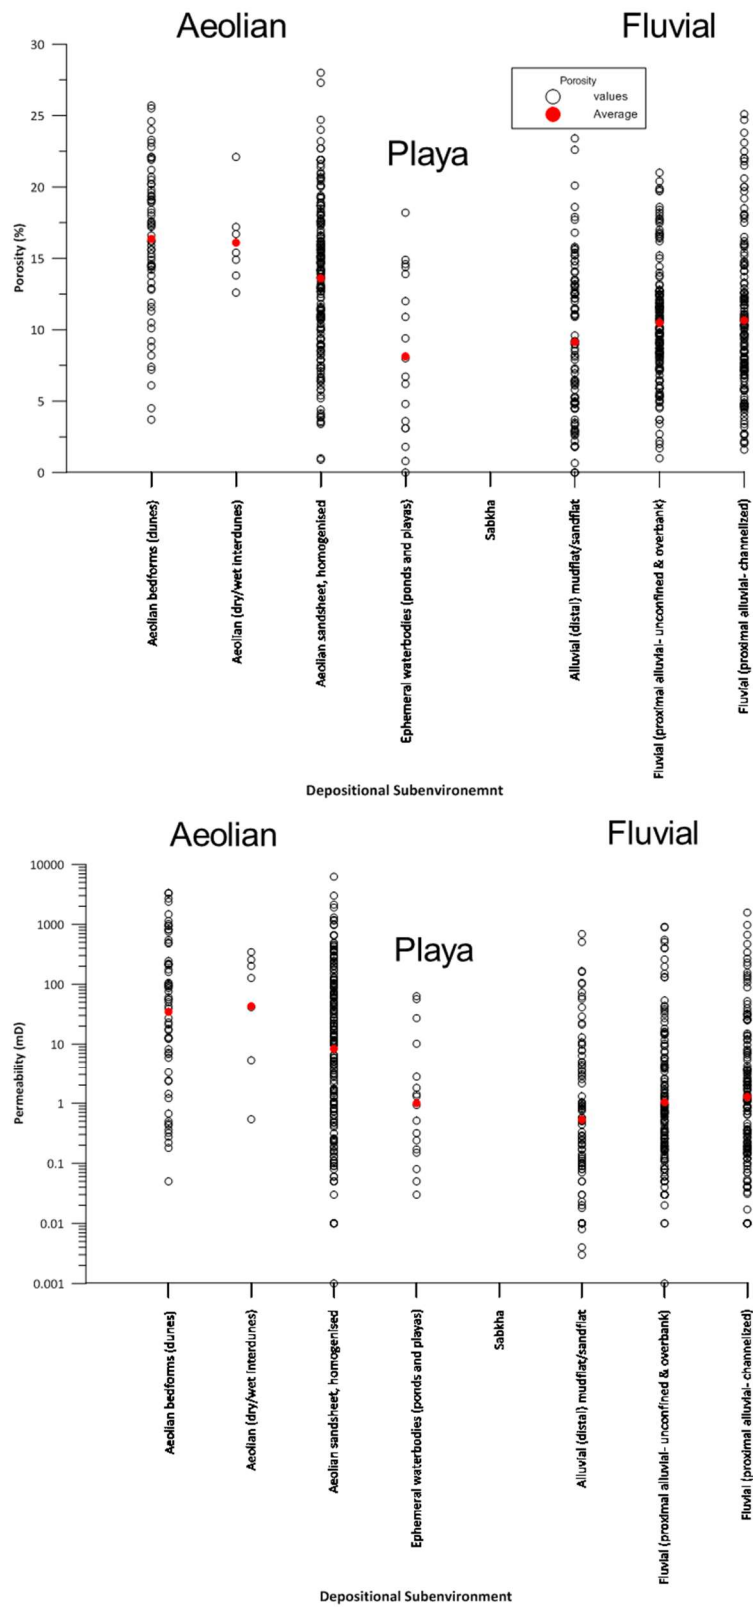 Aeolian
Fluvial
30
25
20
15
10
5
0
Porosity (%)
Porosity
values
Average
Playa
Aeolian bedforms (dunes)
Aeolian (dry/wet interdunes)
Aeolian sandsheet, homogenised
Ephemeral waterbodies (ponds and playas)
Sabkha
Alluvial (distal) mudflat/sandflat
Fluvial (proximal alluvial- unconfined & overbank)
Fluvial (proximal alluvial- channelized)
Depositional Subenvironemnt
Aeolian
Fluvial
10000
1000
100
10
1
0.1
0.01
0.001
Permeability (mD)
Playa
Aeolian bedforms (dunes)
Aeolian (dry/wet interdunes)
Aeolian sandsheet, homogenised
Ephemeral waterbodies (ponds and playas)
Sabkha
Alluvial (distal) mudflat/sandflat
Fluvial (proximal alluvial- unconfined & overbank)
Fluvial (proximal alluvial- channelized)
Depositional Subenvironment